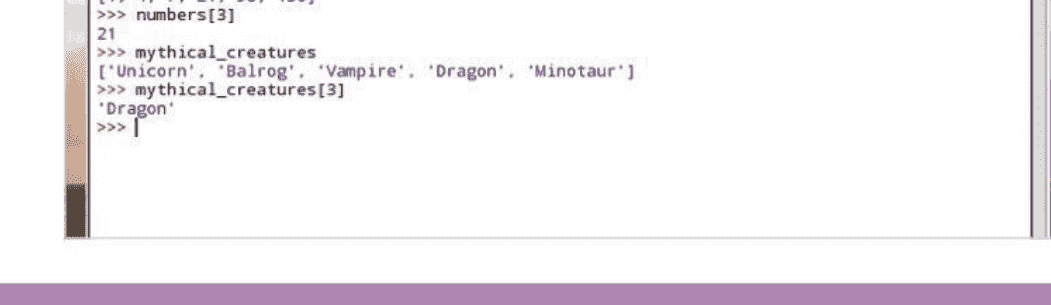 >>> numbers[3]
21
>>> mythical_creatures
['Unicorn', 'Balrog', 'Vampire', 'Dragon', 'Minotaur']
>>> mythical_creatures[3]
'Dragon'
>>>